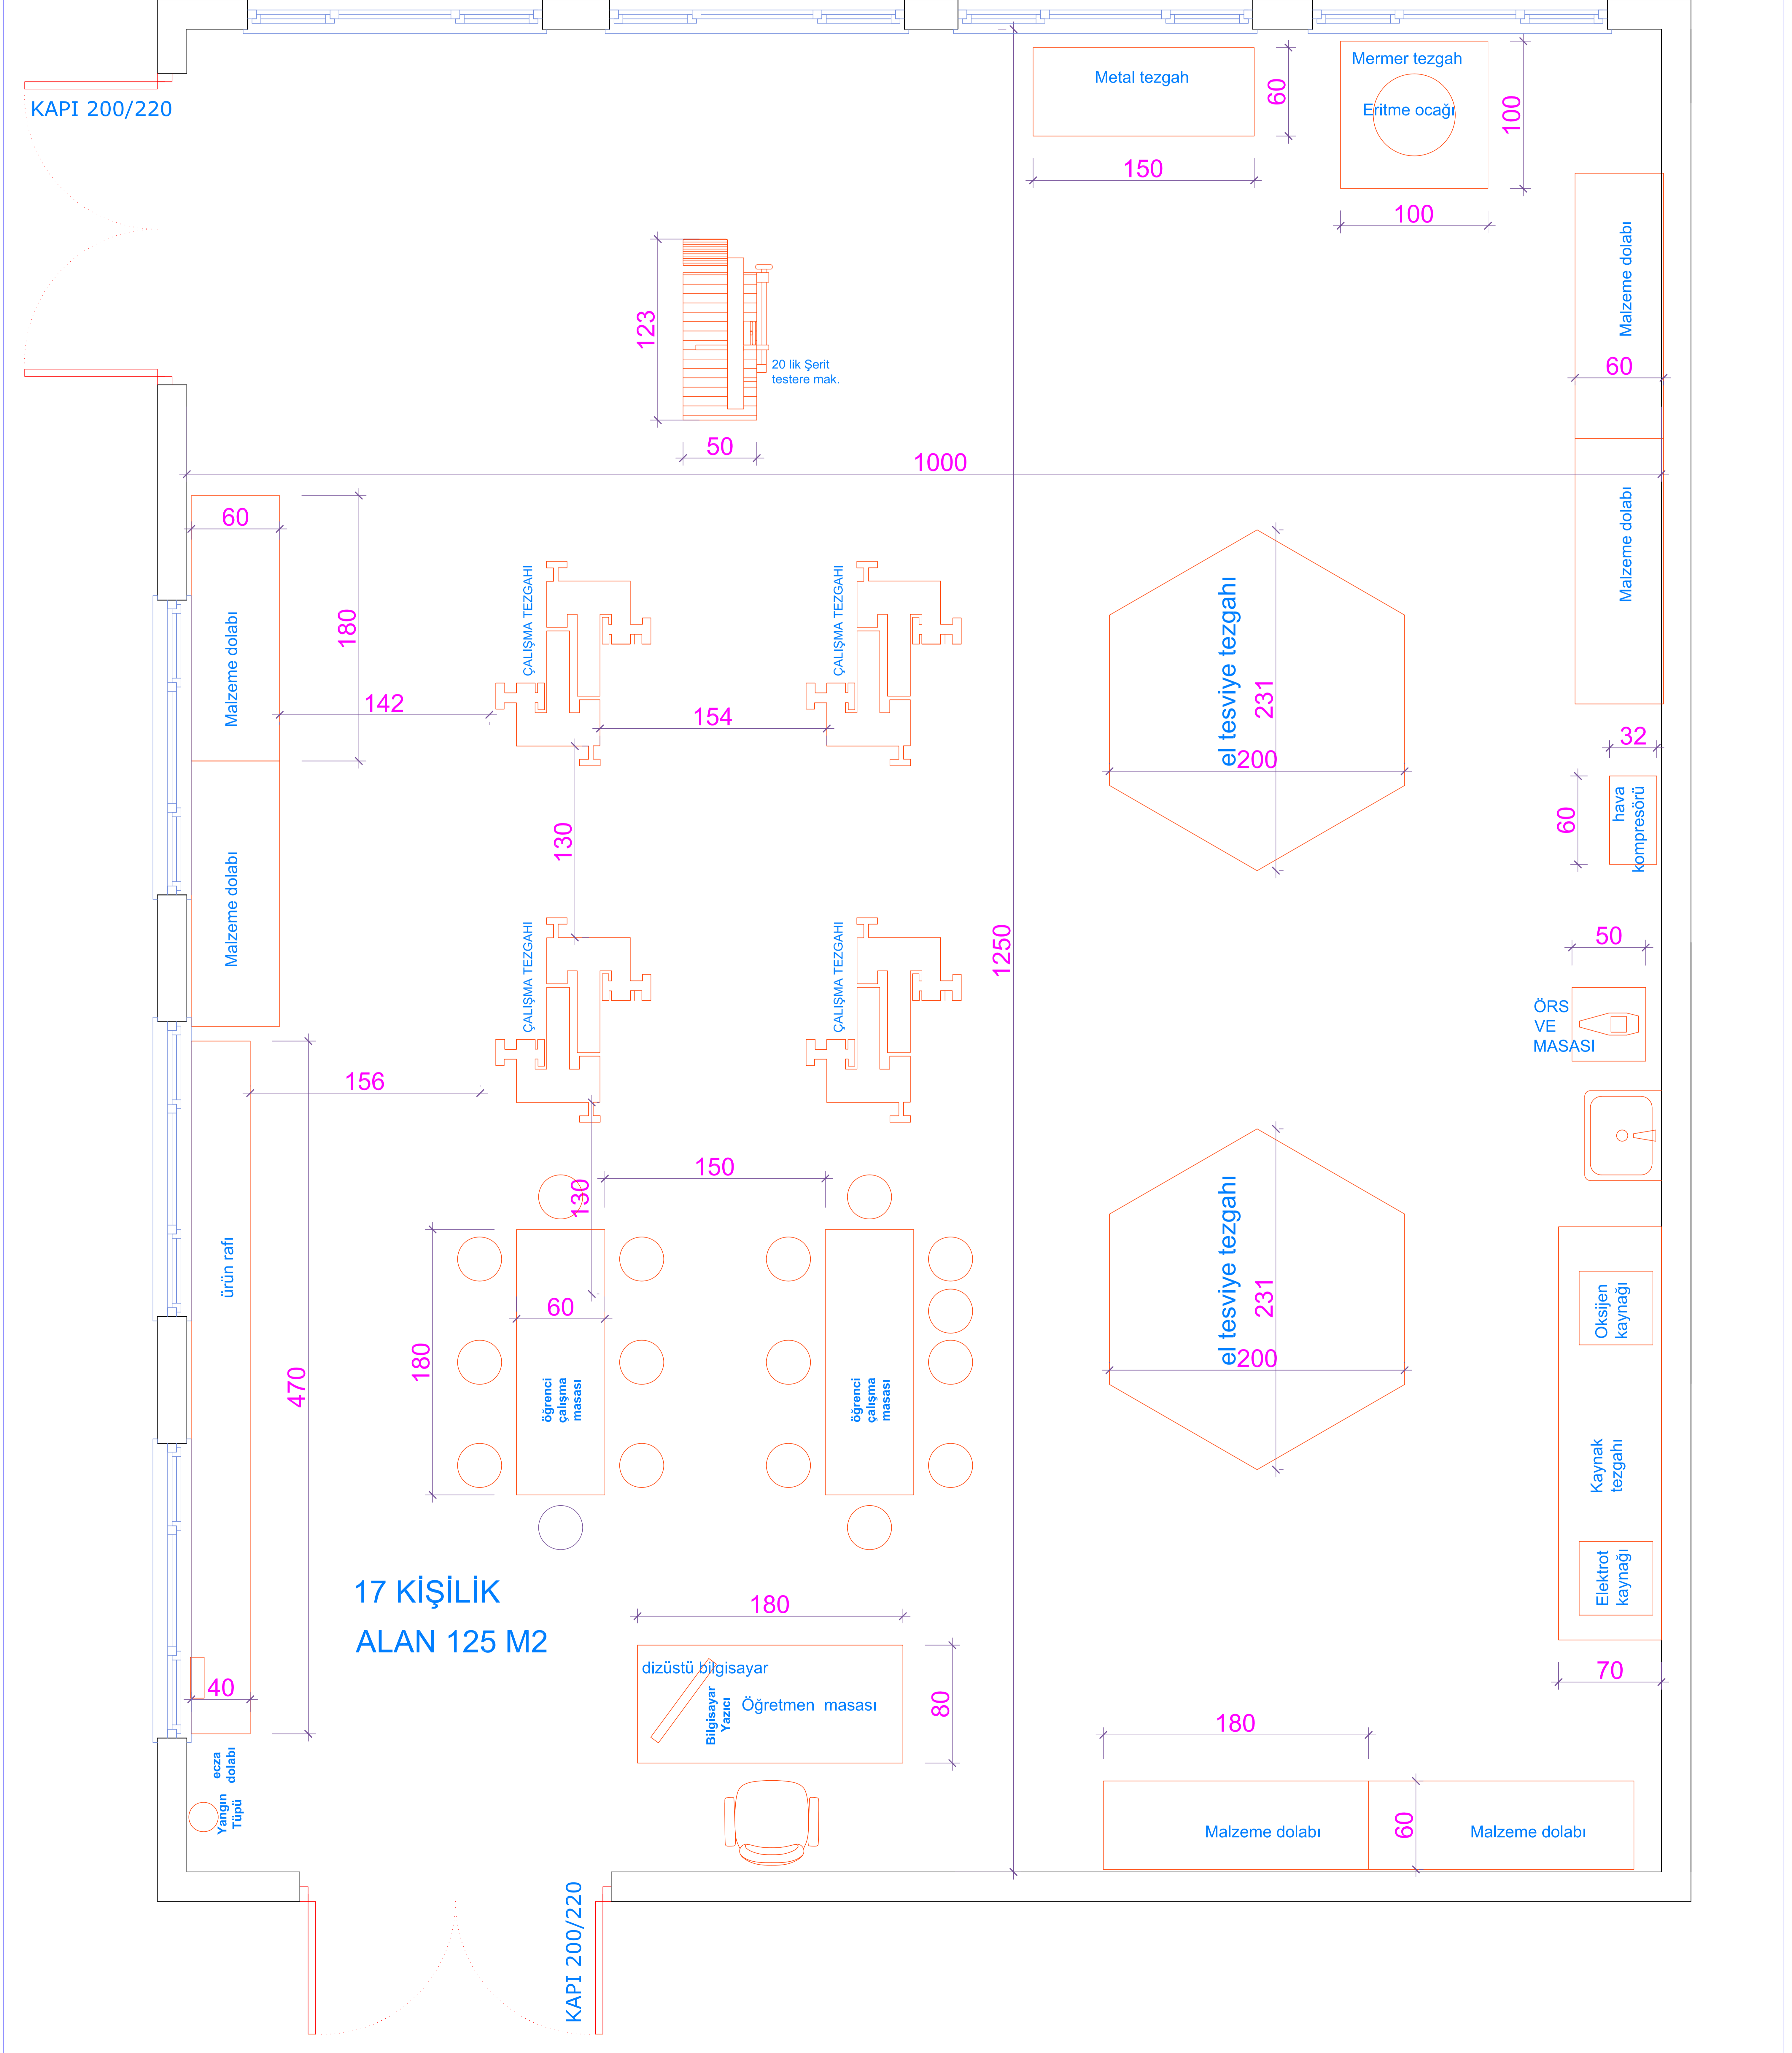 KAPI 200/220
Metal tezgah
60
150
Mermer tezgah
Eritme ocağı
100
100
123
20 lik Şerit
testere mak.
50
Malzeme dolabı
60
1000
Malzeme dolabı
60
180
Malzeme dolabı
142
Malzeme dolabı
ÇALIŞMA TEZGAHI
ÇALIŞMA TEZGAHI
154
130
el tesviye tezgahı
231
200
32
60
hava
kompresörü
1250
ÇALIŞMA TEZGAHI
ÇALIŞMA TEZGAHI
50
ÖRS
VE
MASASI
156
ürün rafı
470
150
130
180
60
öğrenci
çalışma
masası
öğrenci
çalışma
masası
el tesviye tezgahı
231
200
Oksijen
kaynağı
Kaynak
tezgahı
Elektrot
kaynağı
70
17 KİŞİLİK
ALAN 125 M2
180
dizüstü bilgisayar
Bilgisayar
Yazıcı
Öğretmen masası
80
40
ecza
dolabı
Yangın
Tüpü
180
Malzeme dolabı
60
Malzeme dolabı
KAPI 200/220